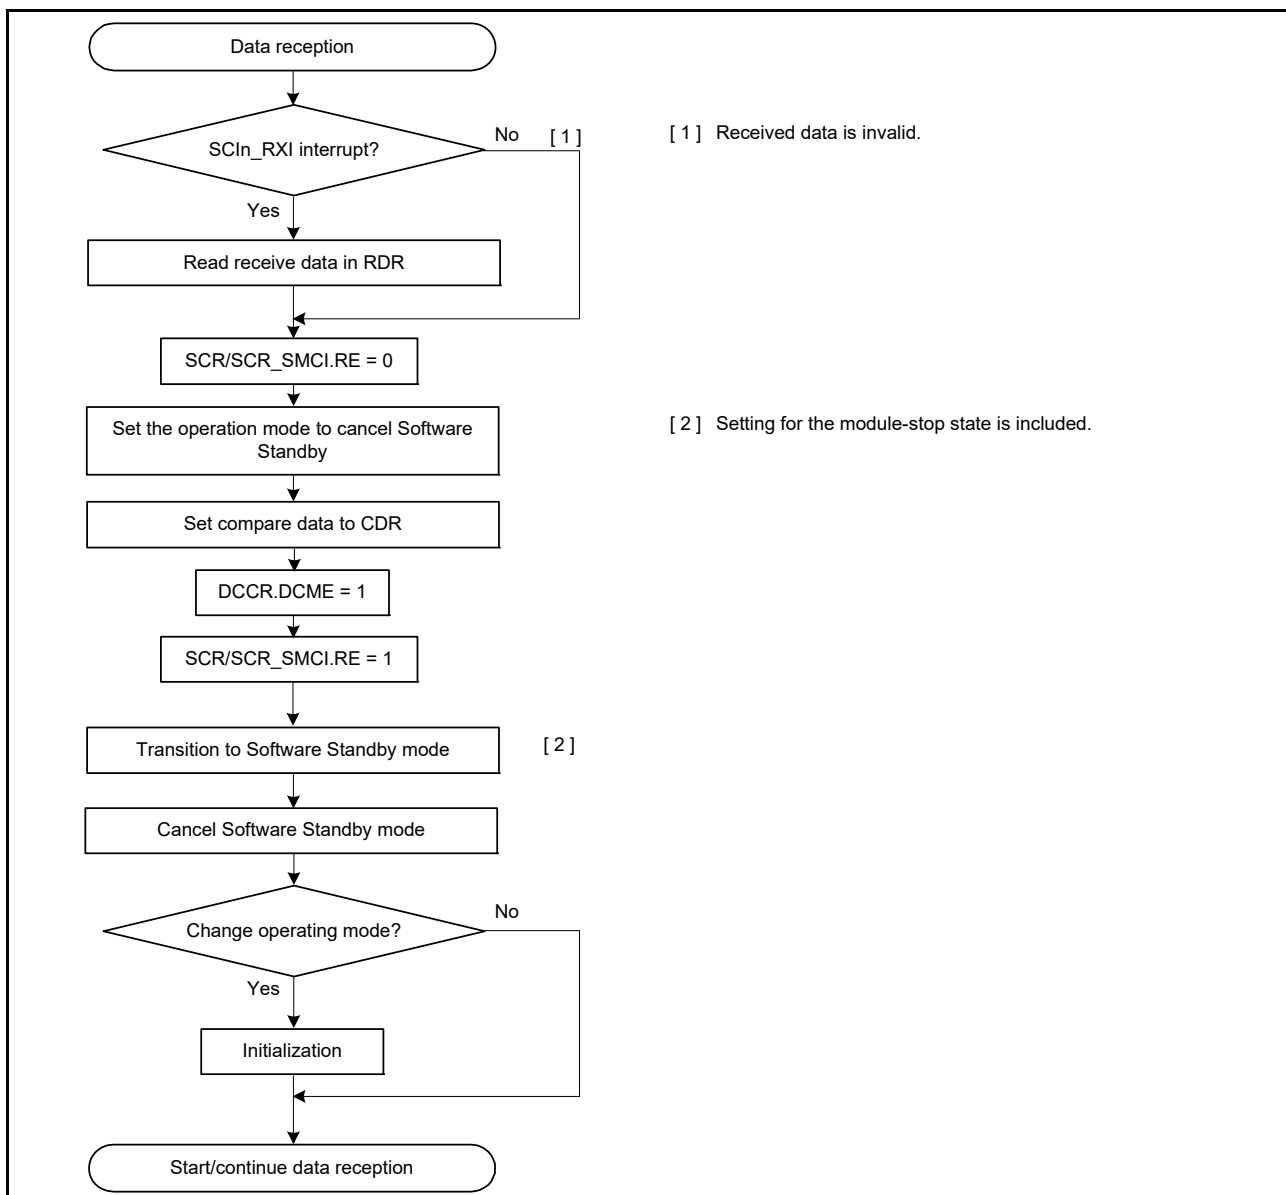 Data reception
SCIn_RXI interrupt?
No
[ 1 ]
[ 1 ] Received data is invalid.
Yes
Read receive data in RDR
SCR/SCR_SMCI.RE = 0
Set the operation mode to cancel Software
Standby
[ 2 ] Setting for the module-stop state is included.
Set compare data to CDR
DCCR.DCME = 1
SCR/SCR_SMCI.RE = 1
Transition to Software Standby mode
[ 2 ]
Cancel Software Standby mode
Change operating mode?
No
Yes
Initialization
Start/continue data reception